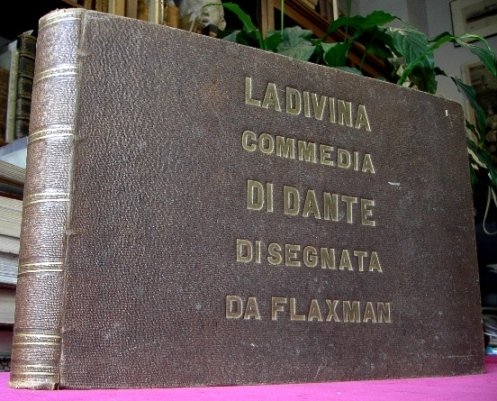 LA DIVINA
COMMEDIA
DI DANTE
DISEGNATA
DA FLAXMAN